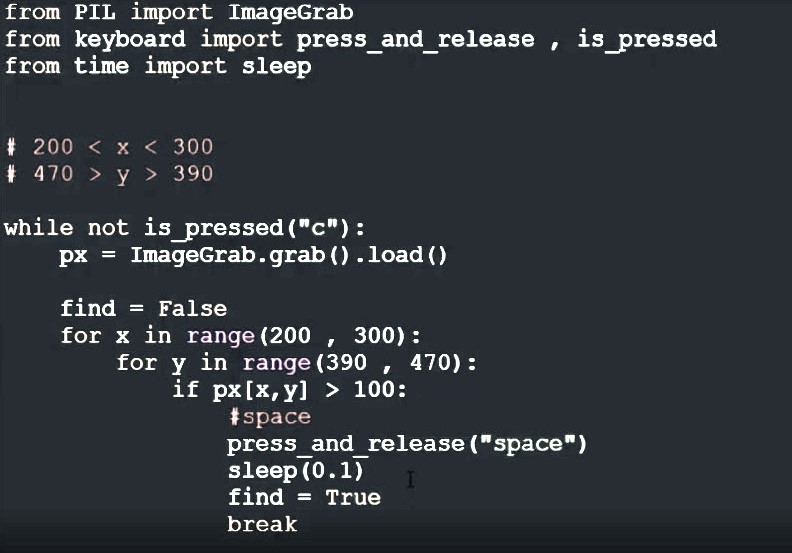 from PIL import ImageGrab
from keyboard import press_and_release , is_pressed
from time import sleep
# 200 < x < 300
# 470 > y > 390
while not is_pressed("c"):
    px = ImageGrab.grab().load()
    find = False
    for x in range(200 , 300):
        for y in range(390 , 470):
            if px[x,y] > 100:
                #space
                press_and_release("space")
                sleep(0.1)
                find = True
                break